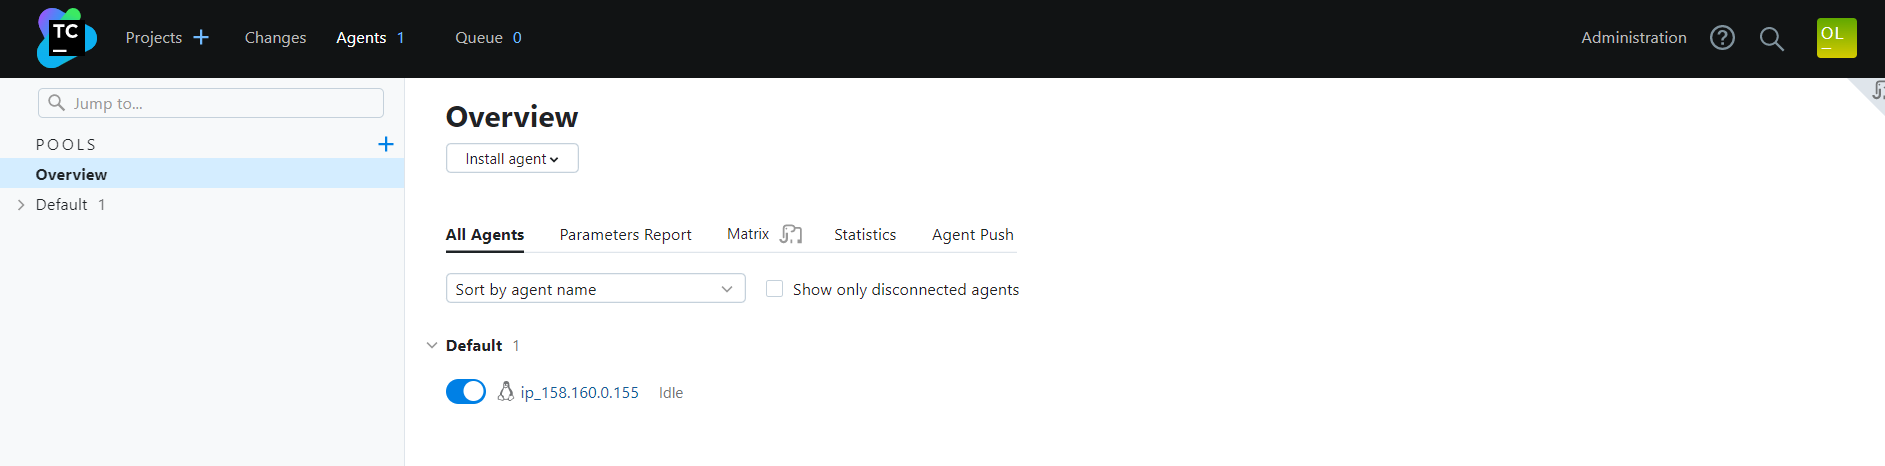 TC
Projects + Changes Agents 1 Queue 0 Administration ? OL
Jump to...
POOLS +
Overview
Default 1
Overview
Install agent
All Agents Parameters Report Matrix Statistics Agent Push
Sort by agent name Show only disconnected agents
Default 1
ip_158.160.0.155 Idle